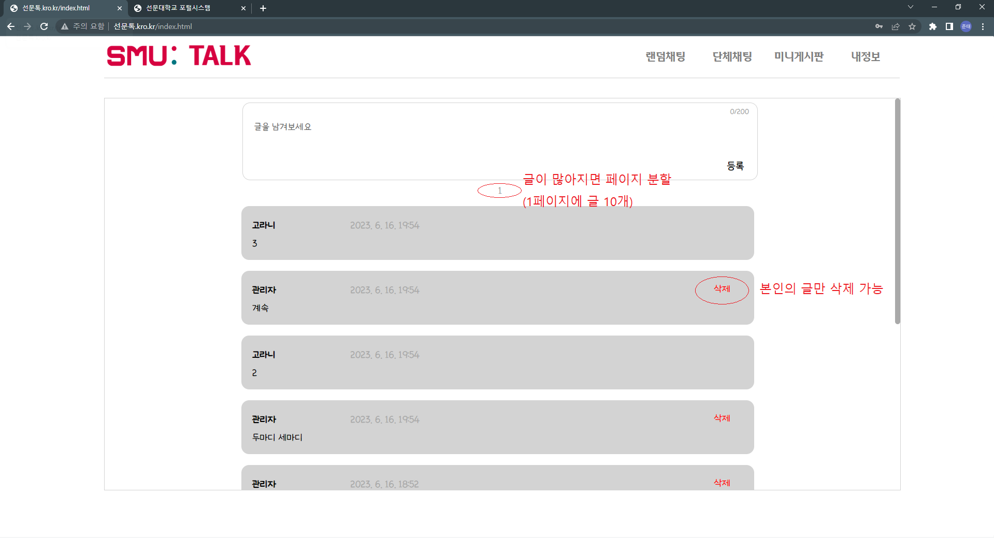 선문톡.kro.kr/index.html
선문대학교 포털시스템
주의 요함 | 선문톡.kro.kr/index.html
SMU: TALK
랜덤채팅 단체채팅 미니게시판 내정보
0/200
글을 남겨보세요
등록
글이 많아지면 페이지 분할
1
(1페이지에 글 10개)
고라니 2023. 6. 16. 19:54
3
관리자 2023. 6. 16. 19:54 삭제
본인의 글만 삭제 가능
계속
고라니 2023. 6. 16. 19:54
2
관리자 2023. 6. 16. 19:54 삭제
두마디 세마디
관리자 2023. 6. 16. 18:52 삭제